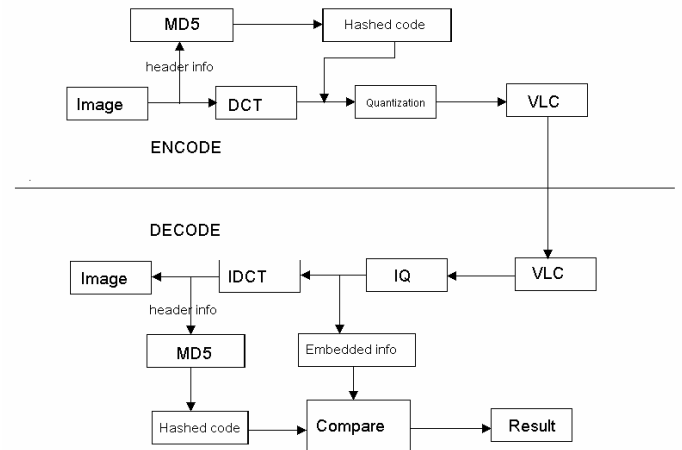 MD5
Hashed code
header info
Image
DCT
Quantization
VLC
ENCODE
DECODE
Image
IDCT
IQ
VLC
header info
MD5
Embedded info
Hashed code
Compare
Result